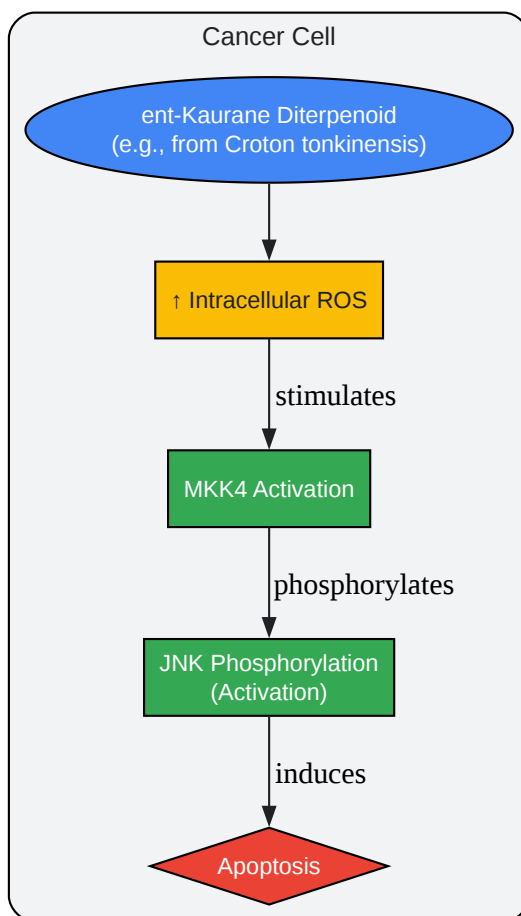 Cancer Cell
ent-Kaurane Diterpenoid
(e.g., from Croton tonkinensis)
↑ Intracellular ROS
stimulates
MKK4 Activation
phosphorylates
JNK Phosphorylation
(Activation)
induces
Apoptosis